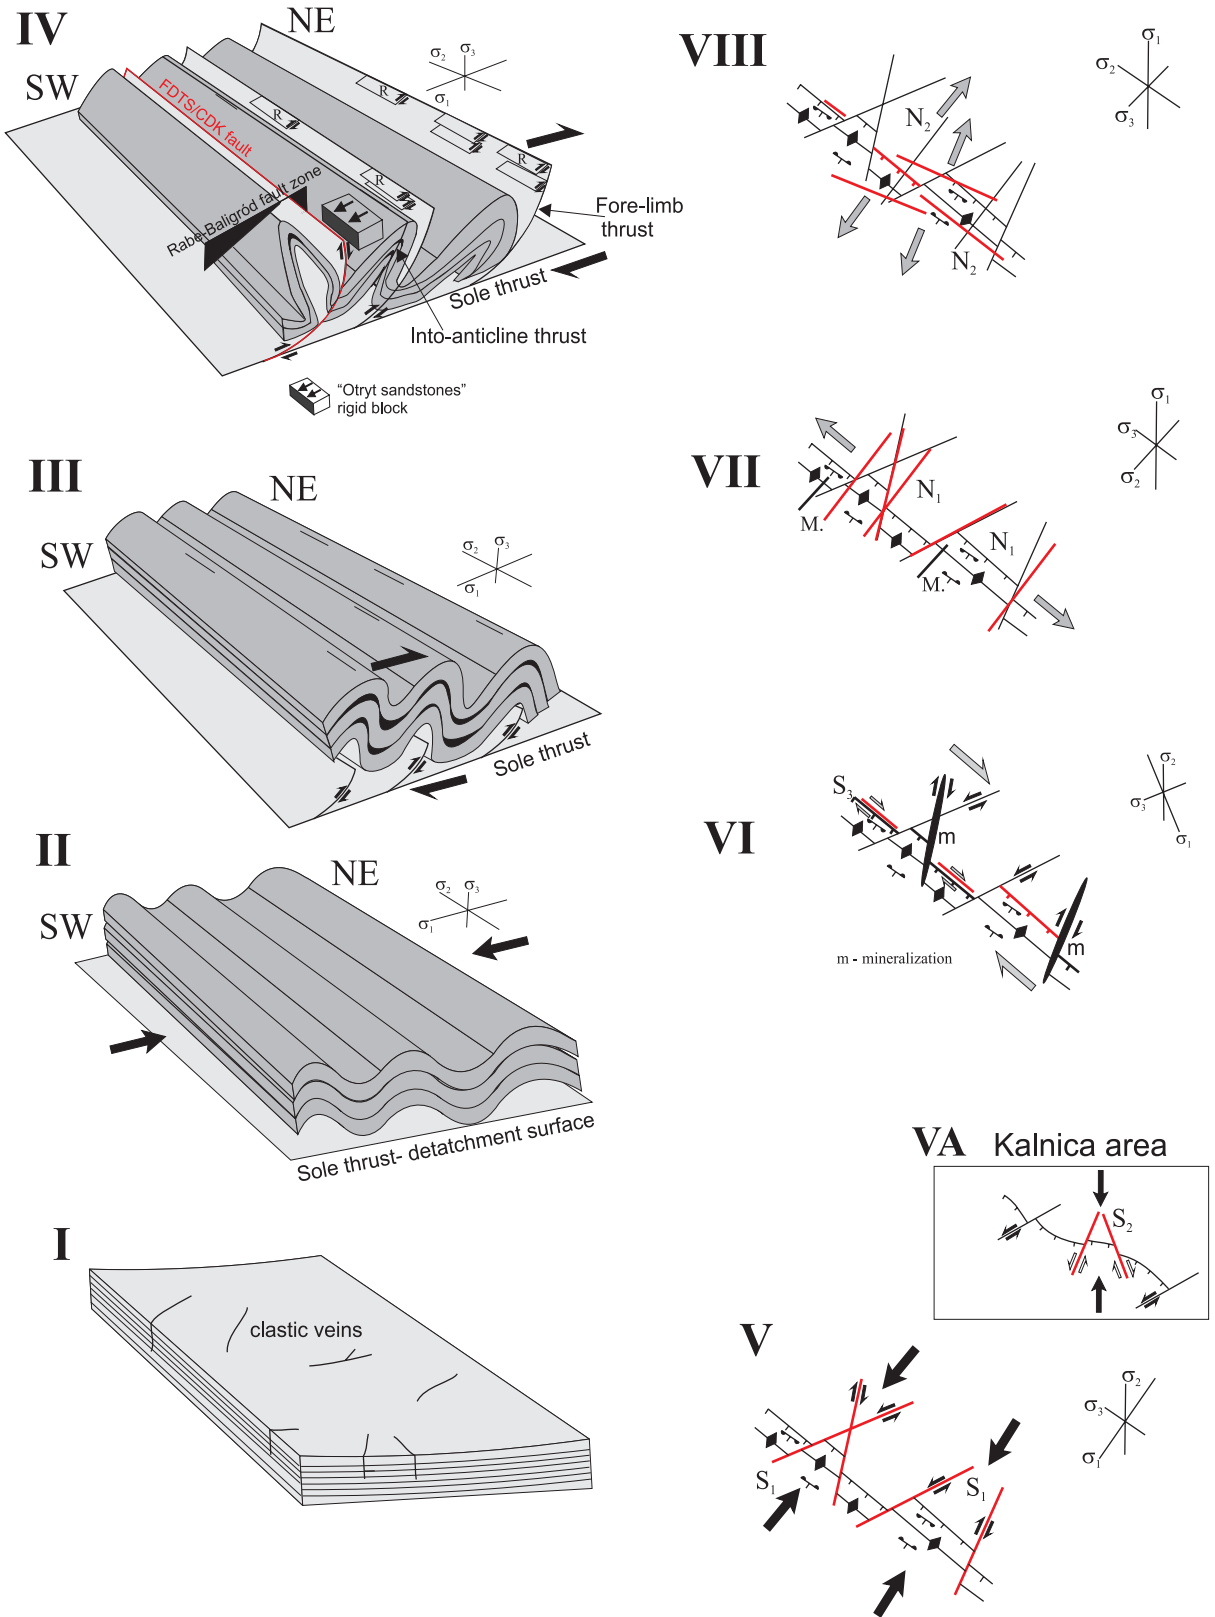 IV
NE
SW
σ2 σ3
σ1
R
R
R
R
FDTS/CDK fault
Rabe-Baligród fault zone
Fore-limb
thrust
Sole thrust
Into-anticline thrust
“Otryt sandstones”
rigid block
III
NE
SW
σ2 σ3
σ1
Sole thrust
II
NE
SW
σ2 σ3
σ1
Sole thrust- detatchment surface
I
clastic veins
VIII
N2
N2
σ1
σ2
σ3
VII
N1
N1
M.
M.
σ1
σ3
σ2
VI
S3
m
m
σ2
σ3
σ1
m - mineralization
VA Kalnica area
S2
V
S1
S1
σ2
σ3
σ1